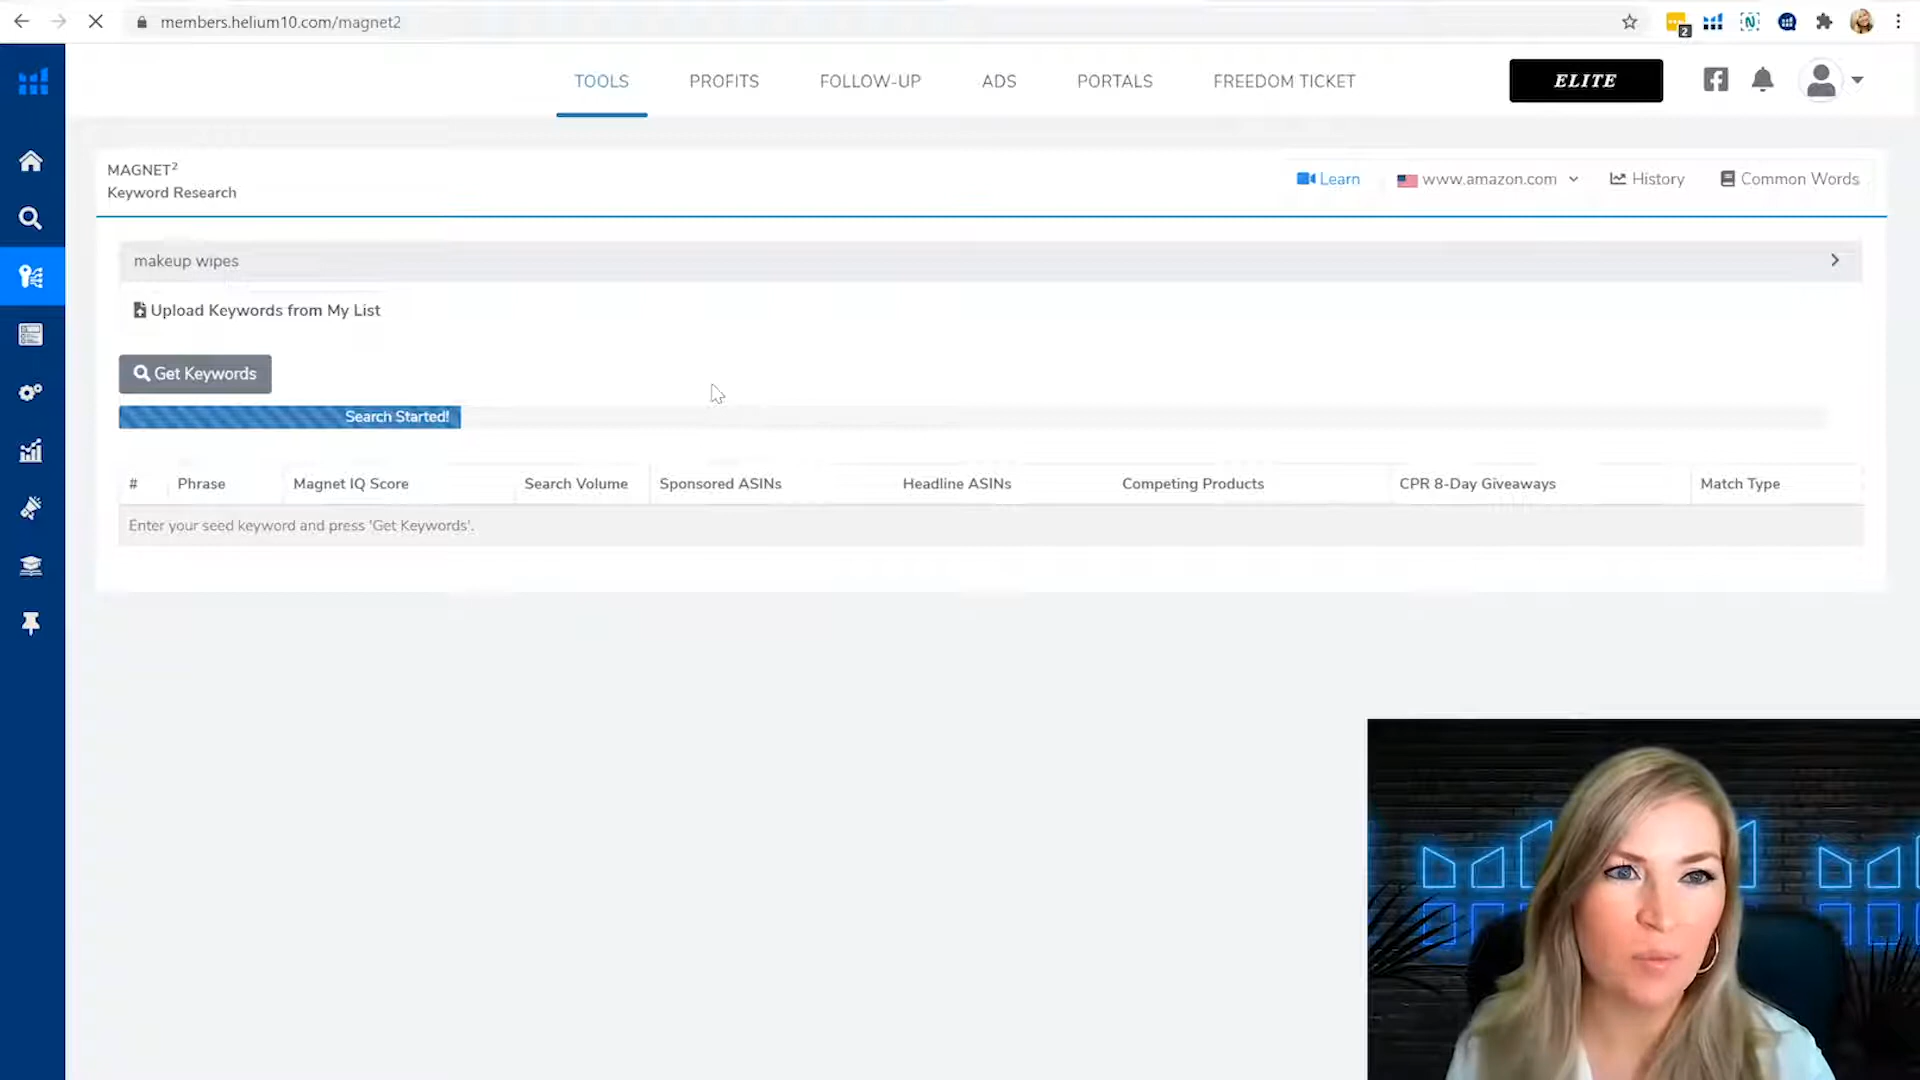 members.helium10.com/magnet2
2
TOOLS PROFITS FOLLOW-UP ADS PORTALS FREEDOM TICKET ELITE
MAGNET²
Keyword Research
Learn www.amazon.com History Common Words
makeup wipes
Upload Keywords from My List
Get Keywords
Search Started!
# Phrase Magnet IQ Score Search Volume Sponsored ASINs Headline ASINs Competing Products CPR 8-Day Giveaways Match Type
Enter your seed keyword and press 'Get Keywords'.